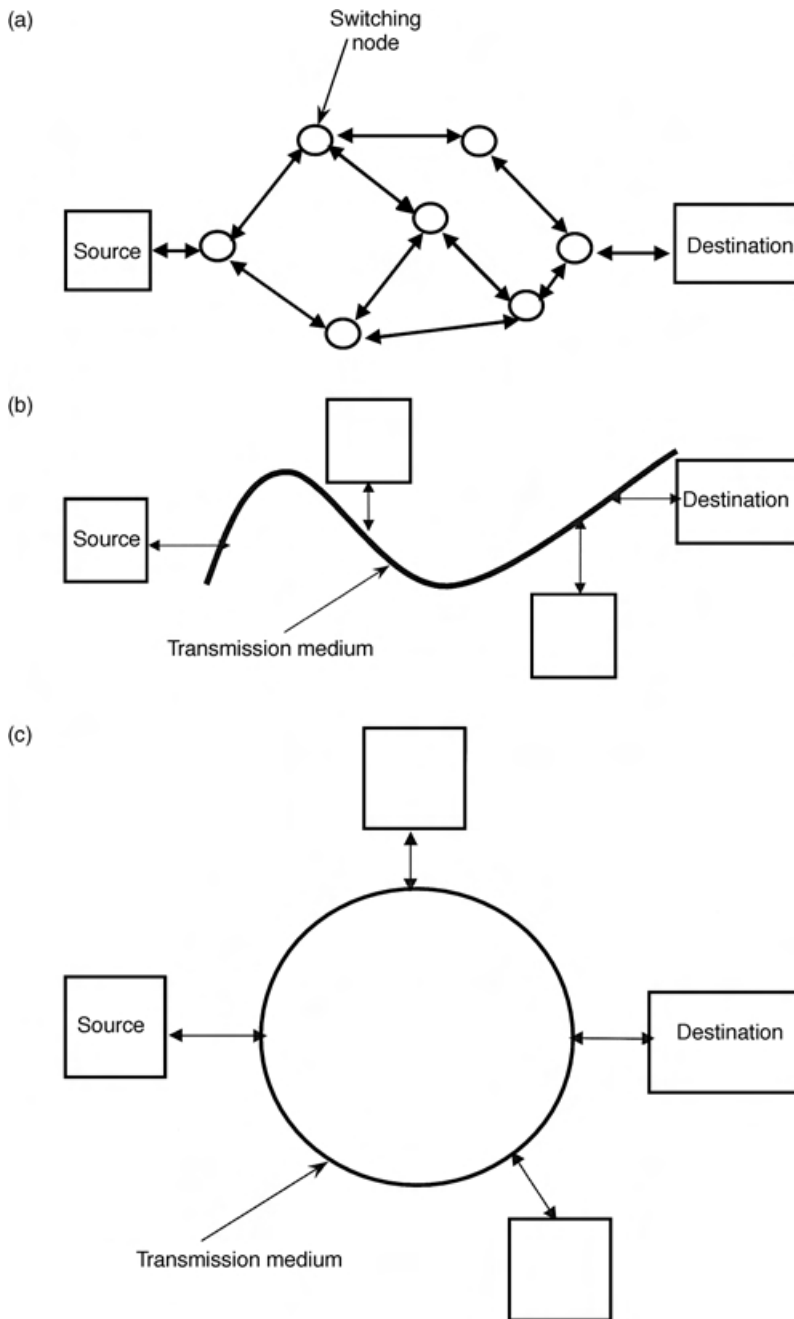 (a)
Switching
node
Source
Destination
(b)
Source
Destination
Transmission medium
(c)
Source
Destination
Transmission medium